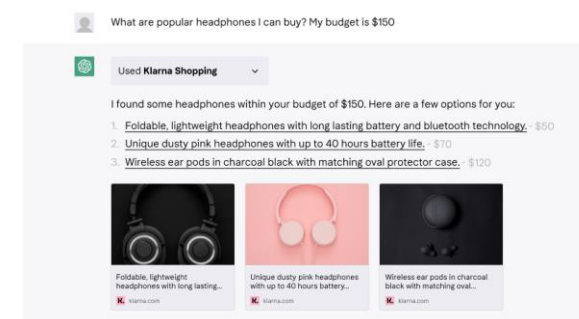 What are popular headphones I can buy? My budget is $150
Used Klarna Shopping
I found some headphones within your budget of $150. Here are a few options for you:
1. Foldable, lightweight headphones with long lasting battery and bluetooth technology. - $50
2. Unique dusty pink headphones with up to 40 hours battery life. - $70
3. Wireless ear pods in charcoal black with matching oval protector case. - $120
Foldable, lightweight
headphones with long lasting...
K. klarna.com
Unique dusty pink headphones
with up to 40 hours battery...
K. klarna.com
Wireless ear pods in charcoal
black with matching oval...
K. klarna.com